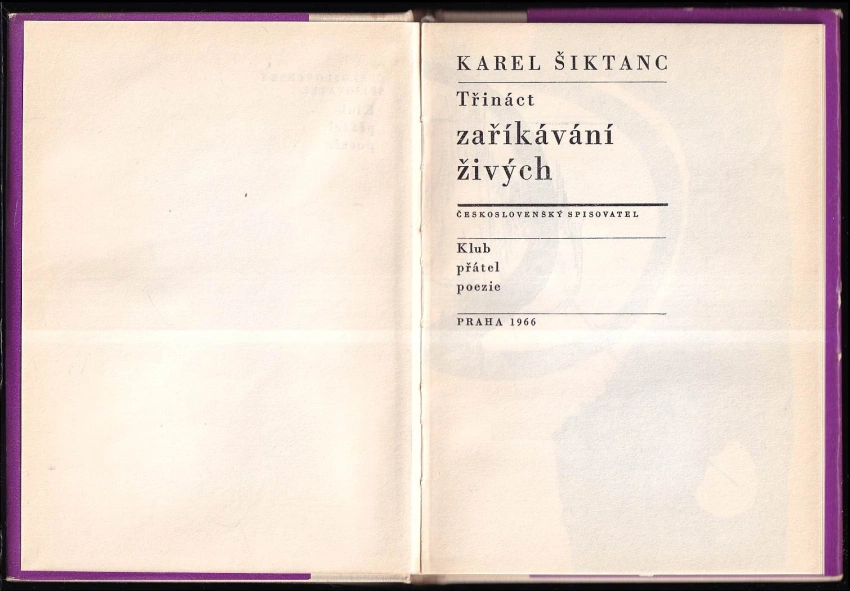 KAREL ŠIKTANC
Třináct
zaříkávání
živých
ČESKOSLOVENSKÝ SPISOVATEL
Klub
přátel
poezie
PRAHA 1966